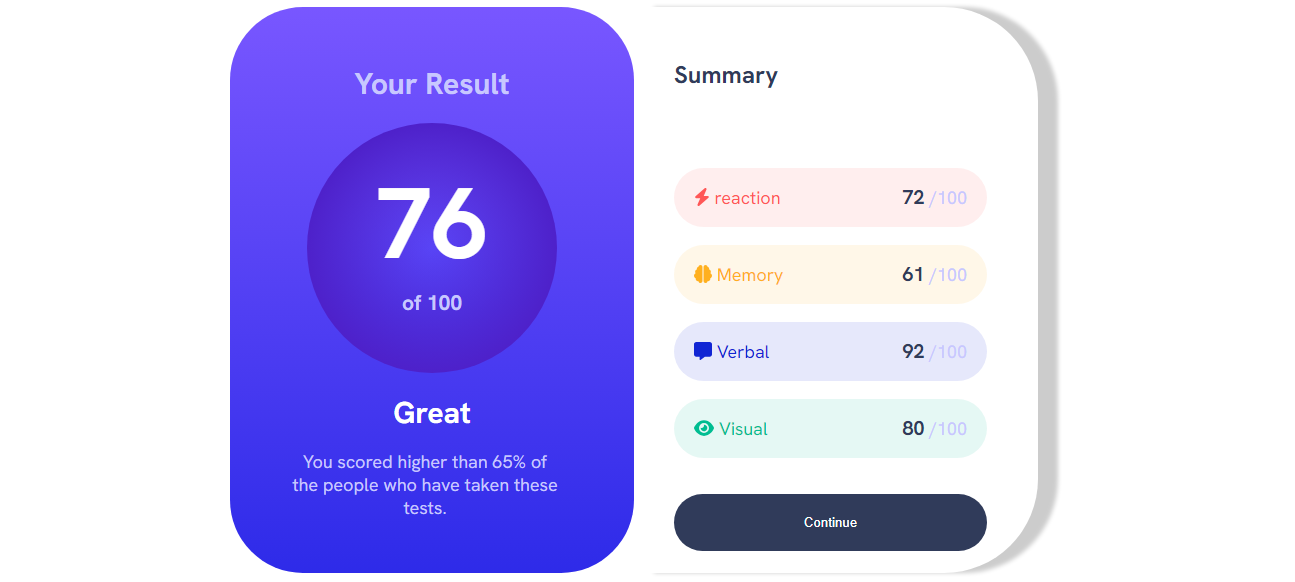 Your Result
76
of 100
Great
You scored higher than 65% of
the people who have taken these
tests.
Summary
reaction 72 /100
Memory 61 /100
Verbal 92 /100
Visual 80 /100
Continue